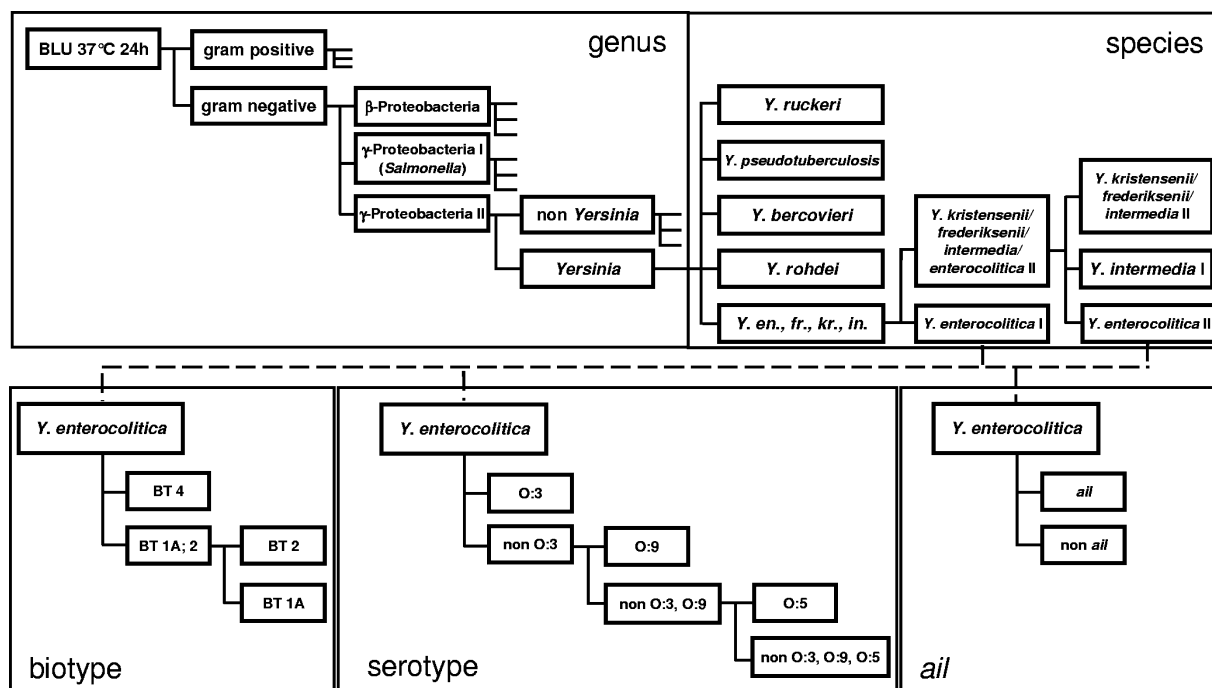 genus
species
BLU 37°C 24h
gram positive
gram negative
β-Proteobacteria
γ-Proteobacteria I
(Salmonella)
γ-Proteobacteria II
non Yersinia
Yersinia
Y. ruckeri
Y. pseudotuberculosis
Y. bercovieri
Y. rohdei
Y. en., fr., kr., in.
Y. kristensenii/
frederiksenii/
intermedia/
enterocolitica II
Y. enterocolitica I
Y. kristensenii/
frederiksenii/
intermedia II
Y. intermedia I
Y. enterocolitica II
Y. enterocolitica
BT 4
BT 1A; 2
BT 2
BT 1A
biotype
Y. enterocolitica
O:3
non O:3
O:9
non O:3, O:9
O:5
non O:3, O:9, O:5
serotype
Y. enterocolitica
ail
non ail
ail